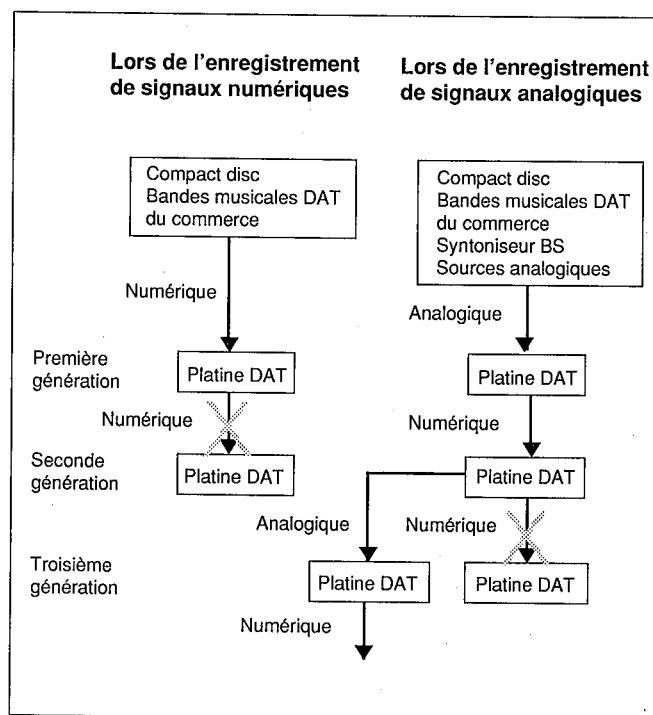 Lors de l'enregistrement
de signaux numériques
Lors de l'enregistrement
de signaux analogiques
Compact disc
Bandes musicales DAT
du commerce
Compact disc
Bandes musicales DAT
du commerce
Syntoniseur BS
Sources analogiques
Numérique
Analogique
Première
génération
Platine DAT
Platine DAT
Numérique
Numérique
Seconde
génération
Platine DAT
Platine DAT
Analogique
Numérique
Troisième
génération
Platine DAT
Platine DAT
Numérique